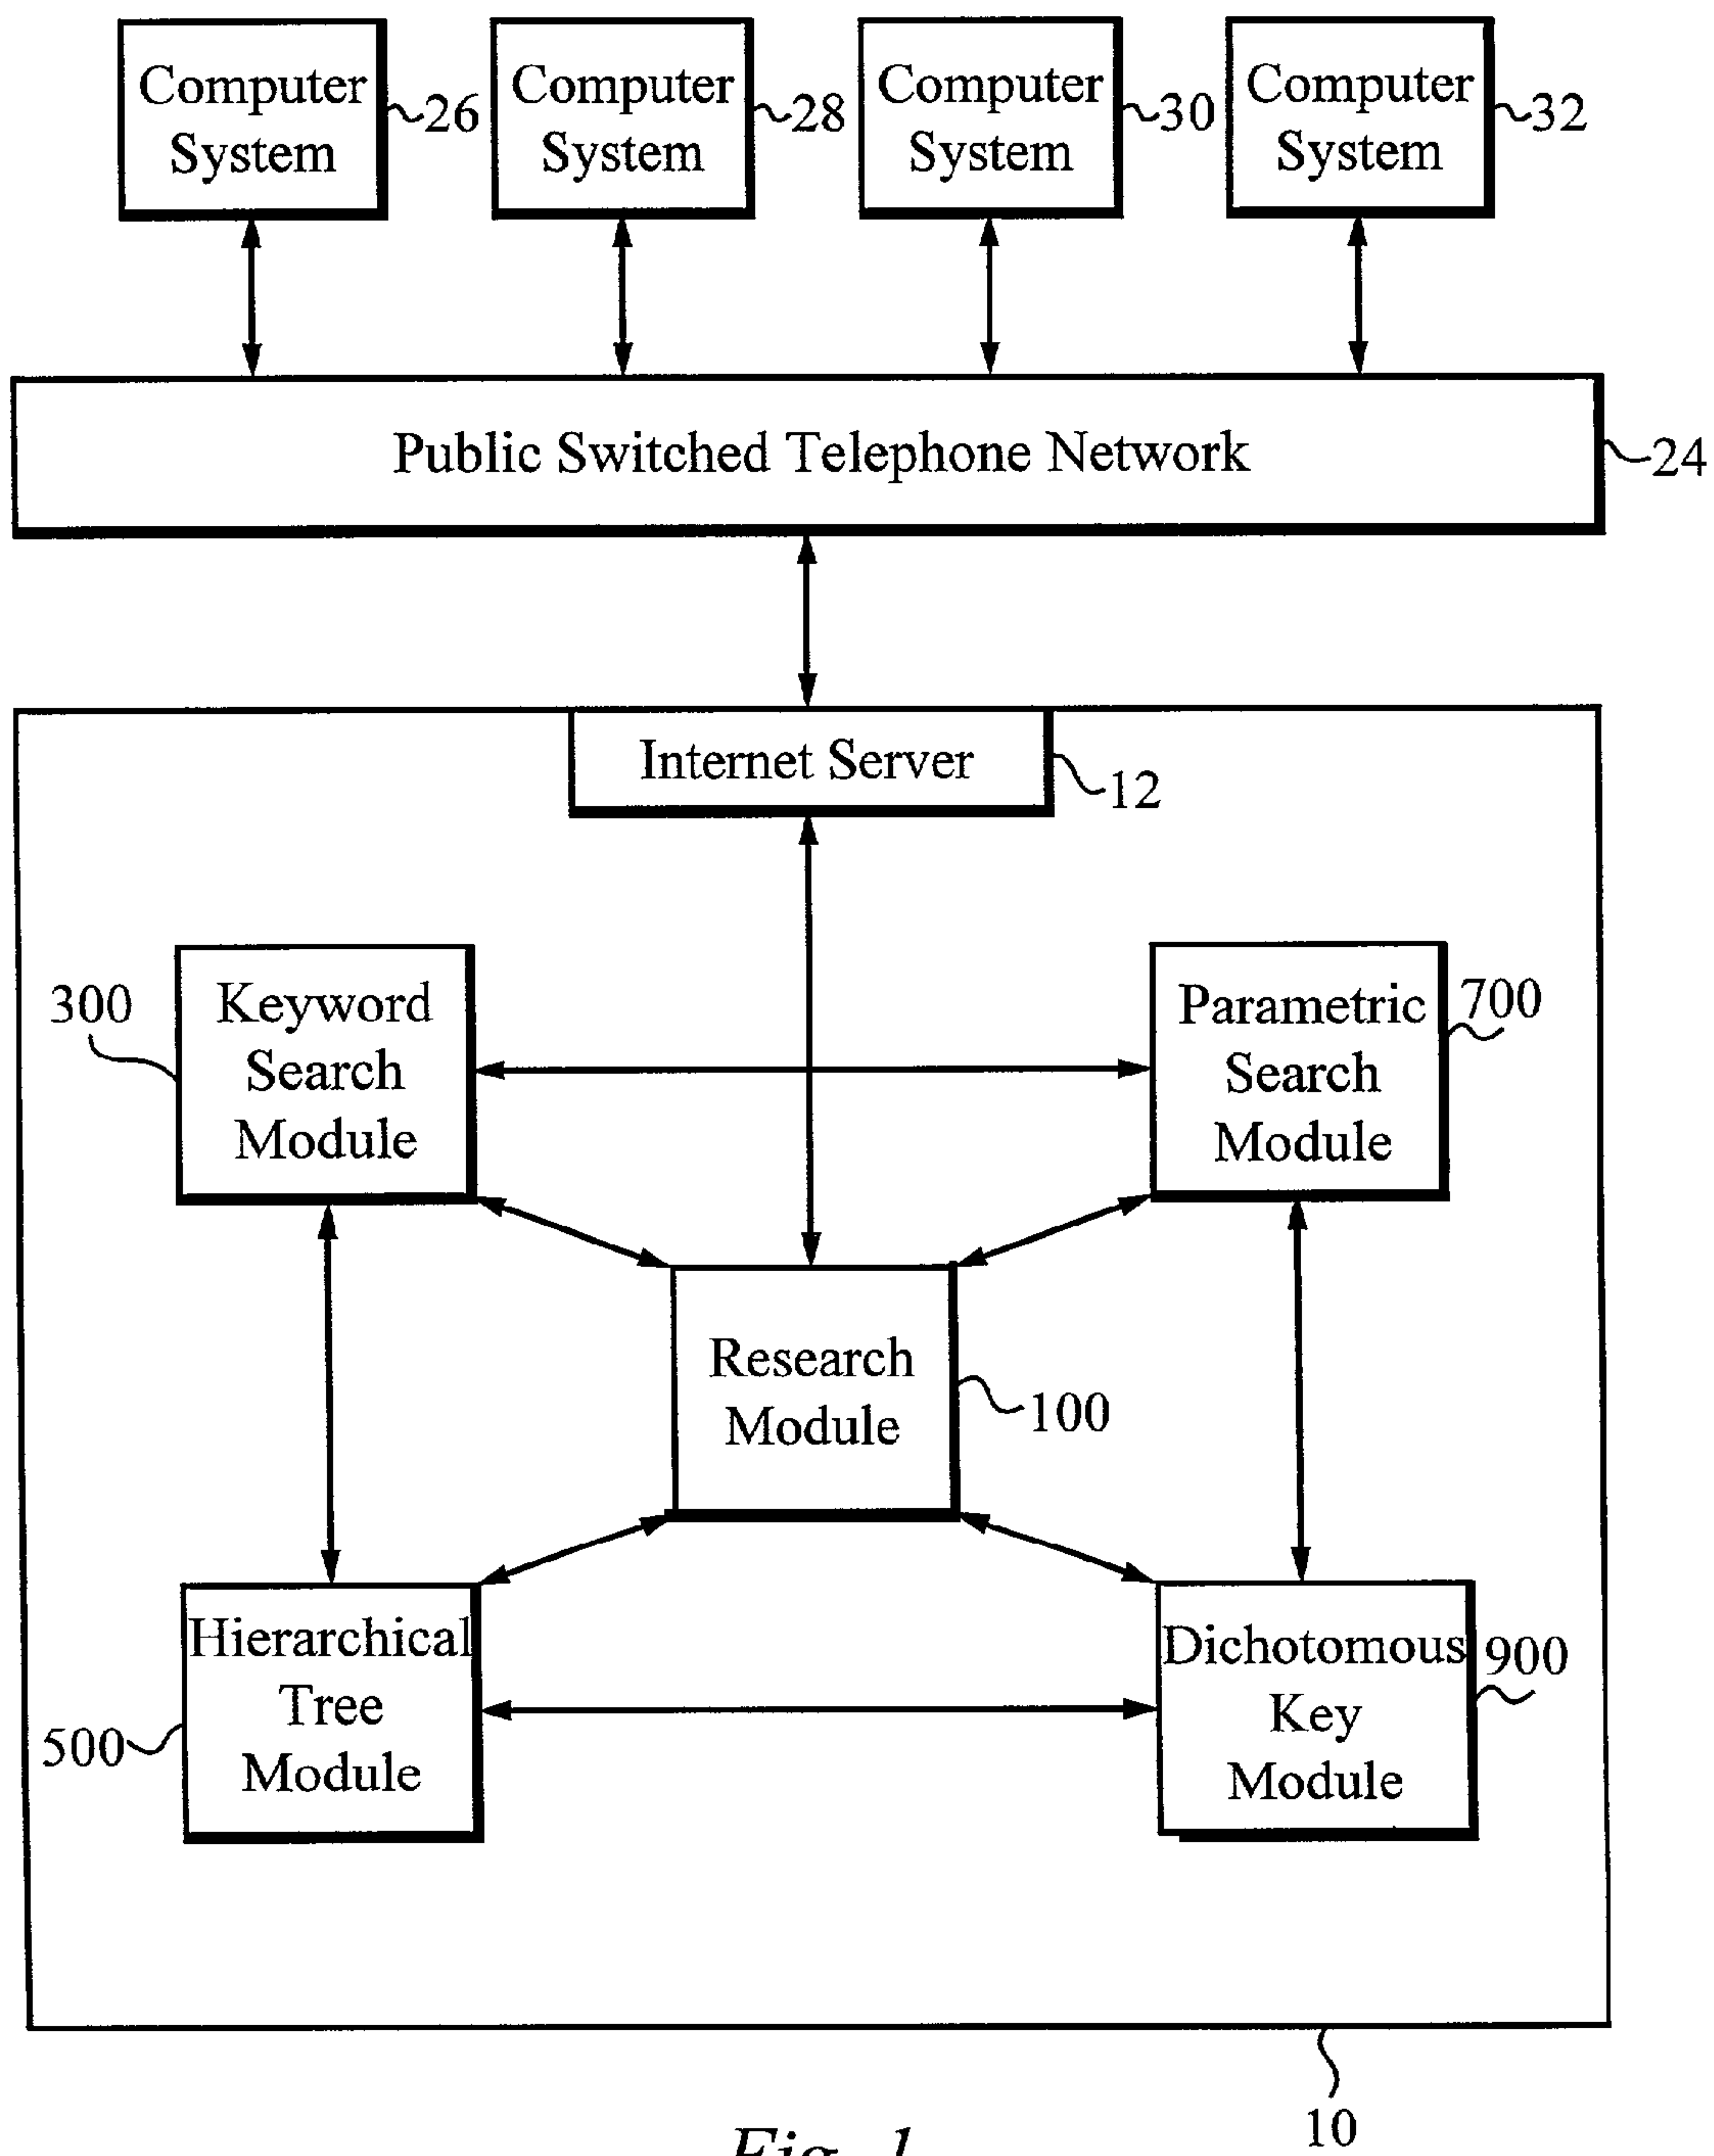 Computer
System
26
Computer
System
28
Computer
System
30
Computer
System
32
Public Switched Telephone Network
24
Internet Server
12
300
Keyword
Search
Module
Parametric
Search
Module
700
Research
Module
100
Hierarchical
Tree
Module
500
Dichotomous
Key
Module
900
10
Fig. 1